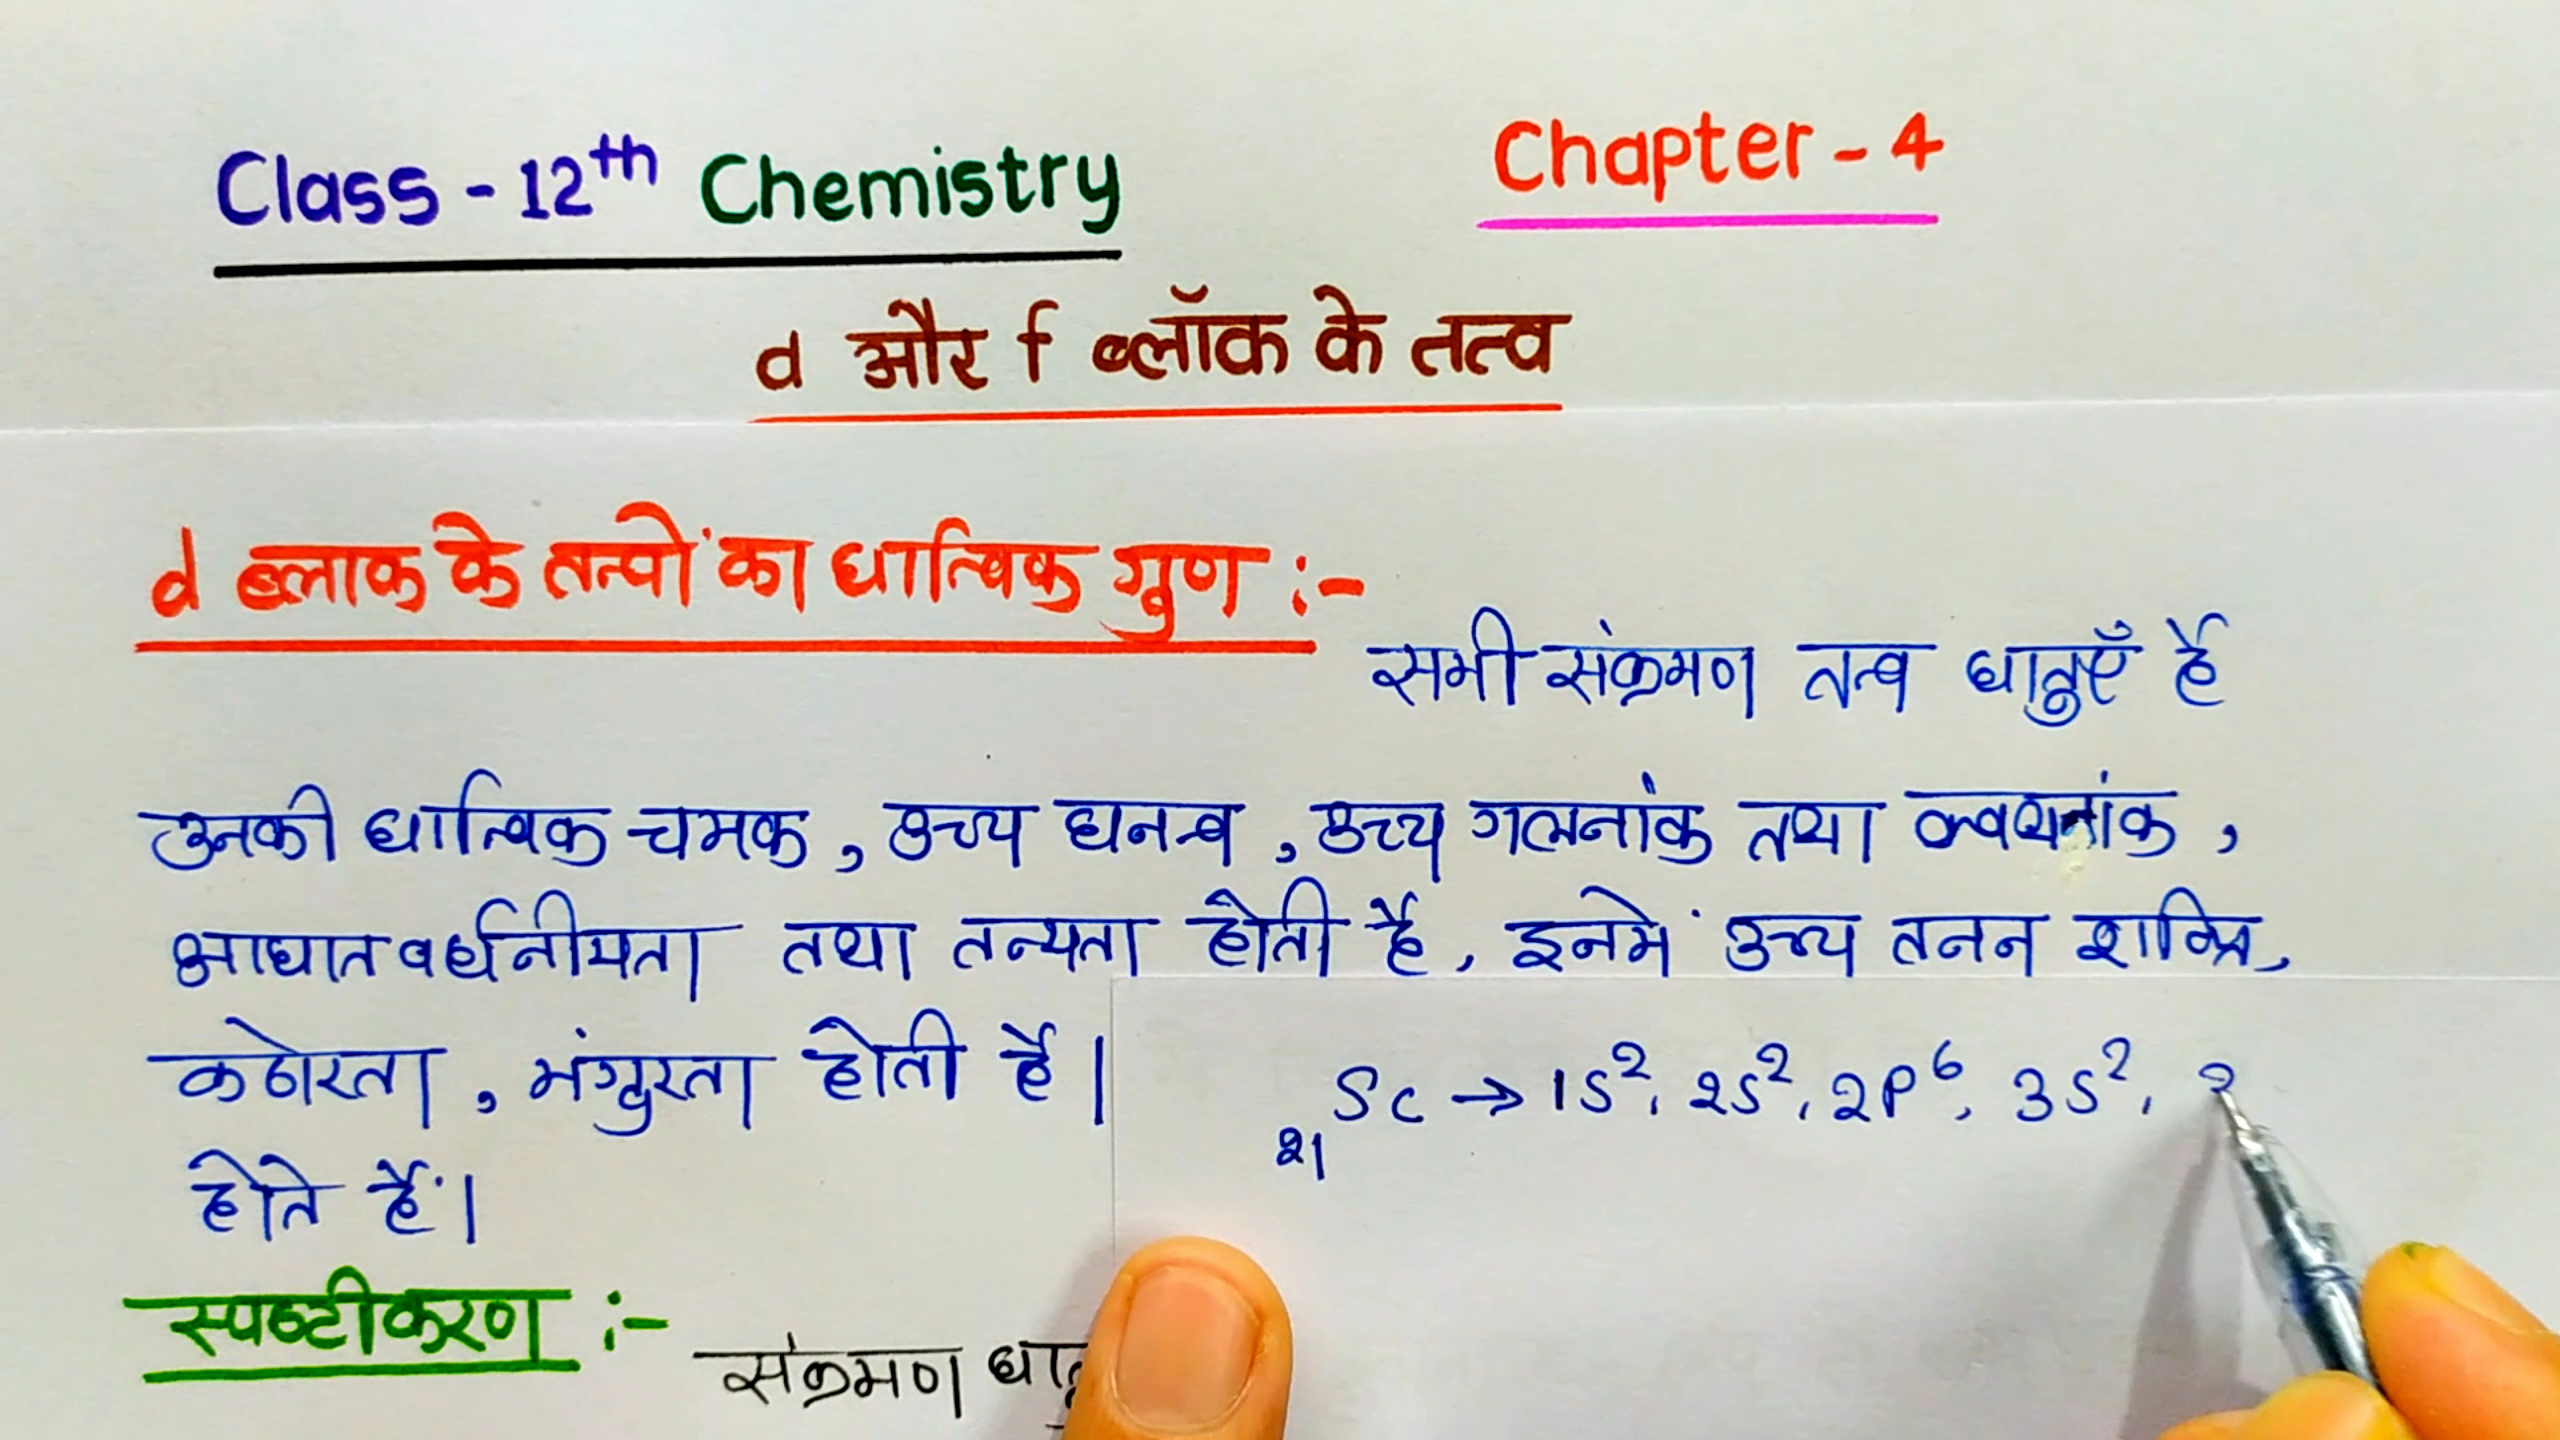 Class - 12th Chemistry
Chapter - 4
d और f ब्लॉक के तत्व
d ब्लाक के तत्वों का धात्विक गुण :-
सभी संक्रमण तत्व धातुएँ हैं
उनकी धात्विक चमक, उच्च घनत्व, उच्च गलनांक तथा क्वथनांक,
आघातवर्धनीयता तथा तन्यता होती है, इनमें उच्च तनन शक्ति,
कठोरता, भंगुरता होती है।
होते हैं।
21Sc → 1S², 2S², 2P⁶, 3S²,
स्पष्टीकरण :-
संक्रमण